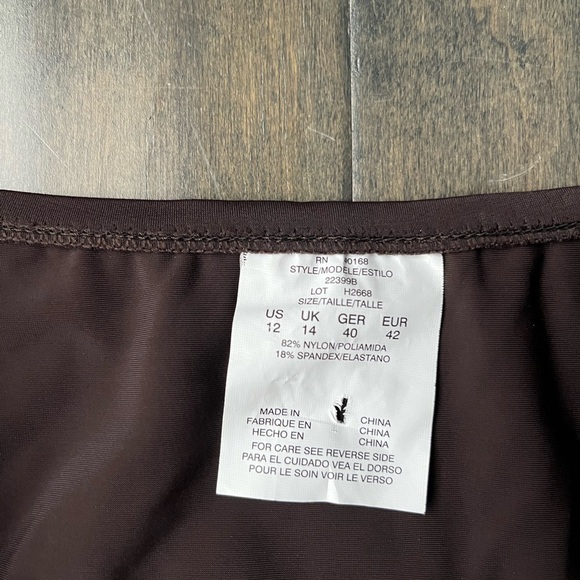 RN 0168
STYLE/MODÈLE/ESTILO
22399B
LOT H2668
SIZE/TAILLE/TALLE
US UK GER EUR
12 14 40 42
82% NYLON/POLIAMIDA
18% SPANDEX/ELASTANO
MADE IN CHINA
FABRIQUE EN CHINA
HECHO EN CHINA
FOR CARE SEE REVERSE SIDE
PARA EL CUIDADO VEA EL DORSO
POUR LE SOIN VOIR LE VERSO